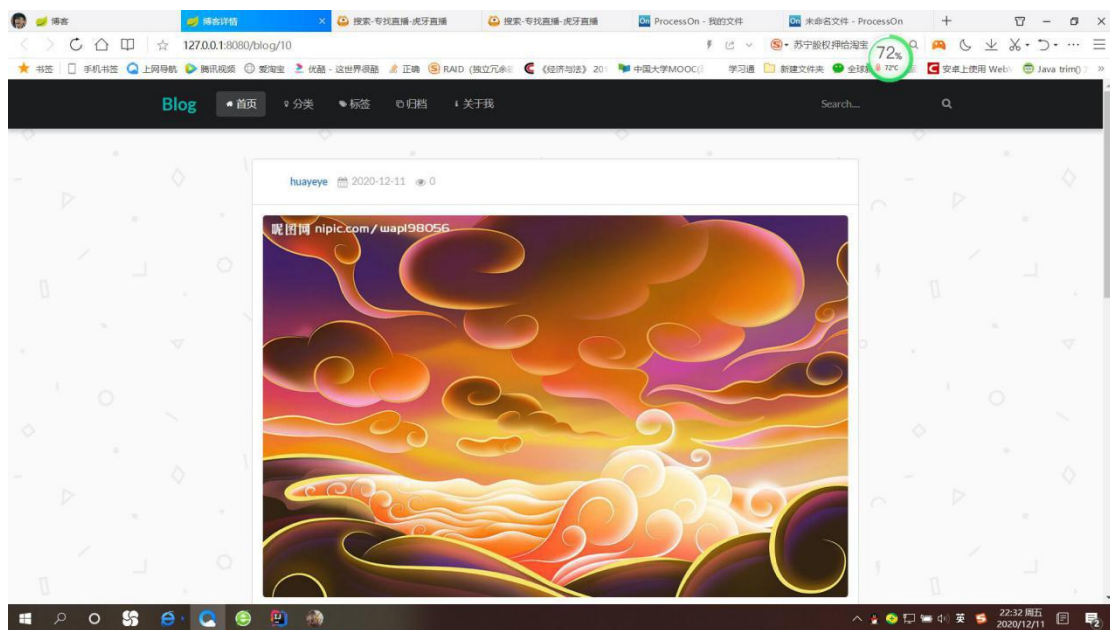 博客
博客详情
搜索-专找直播-虎牙直播
搜索-专找直播-虎牙直播
ProcessOn - 我的文件
未命名文件 - ProcessOn
127.0.0.1:8080/blog/10
苏宁股权押给淘宝
72%
72°C
书签
手机书签
上网导航
腾讯视频
爱淘宝
优酷 - 这世界很酷
正确
RAID (独立冗余
《经济与法》 20
中国大学MOOC(
学习通
新建文件夹
全球
安卓上使用 Web
Java trim()
Blog
首页
分类
标签
归档
关于我
Search....
huayeye
2020-12-11
0
昵图网 nipic.com/wapl98056
英
22:32 周五
2020/12/11
2